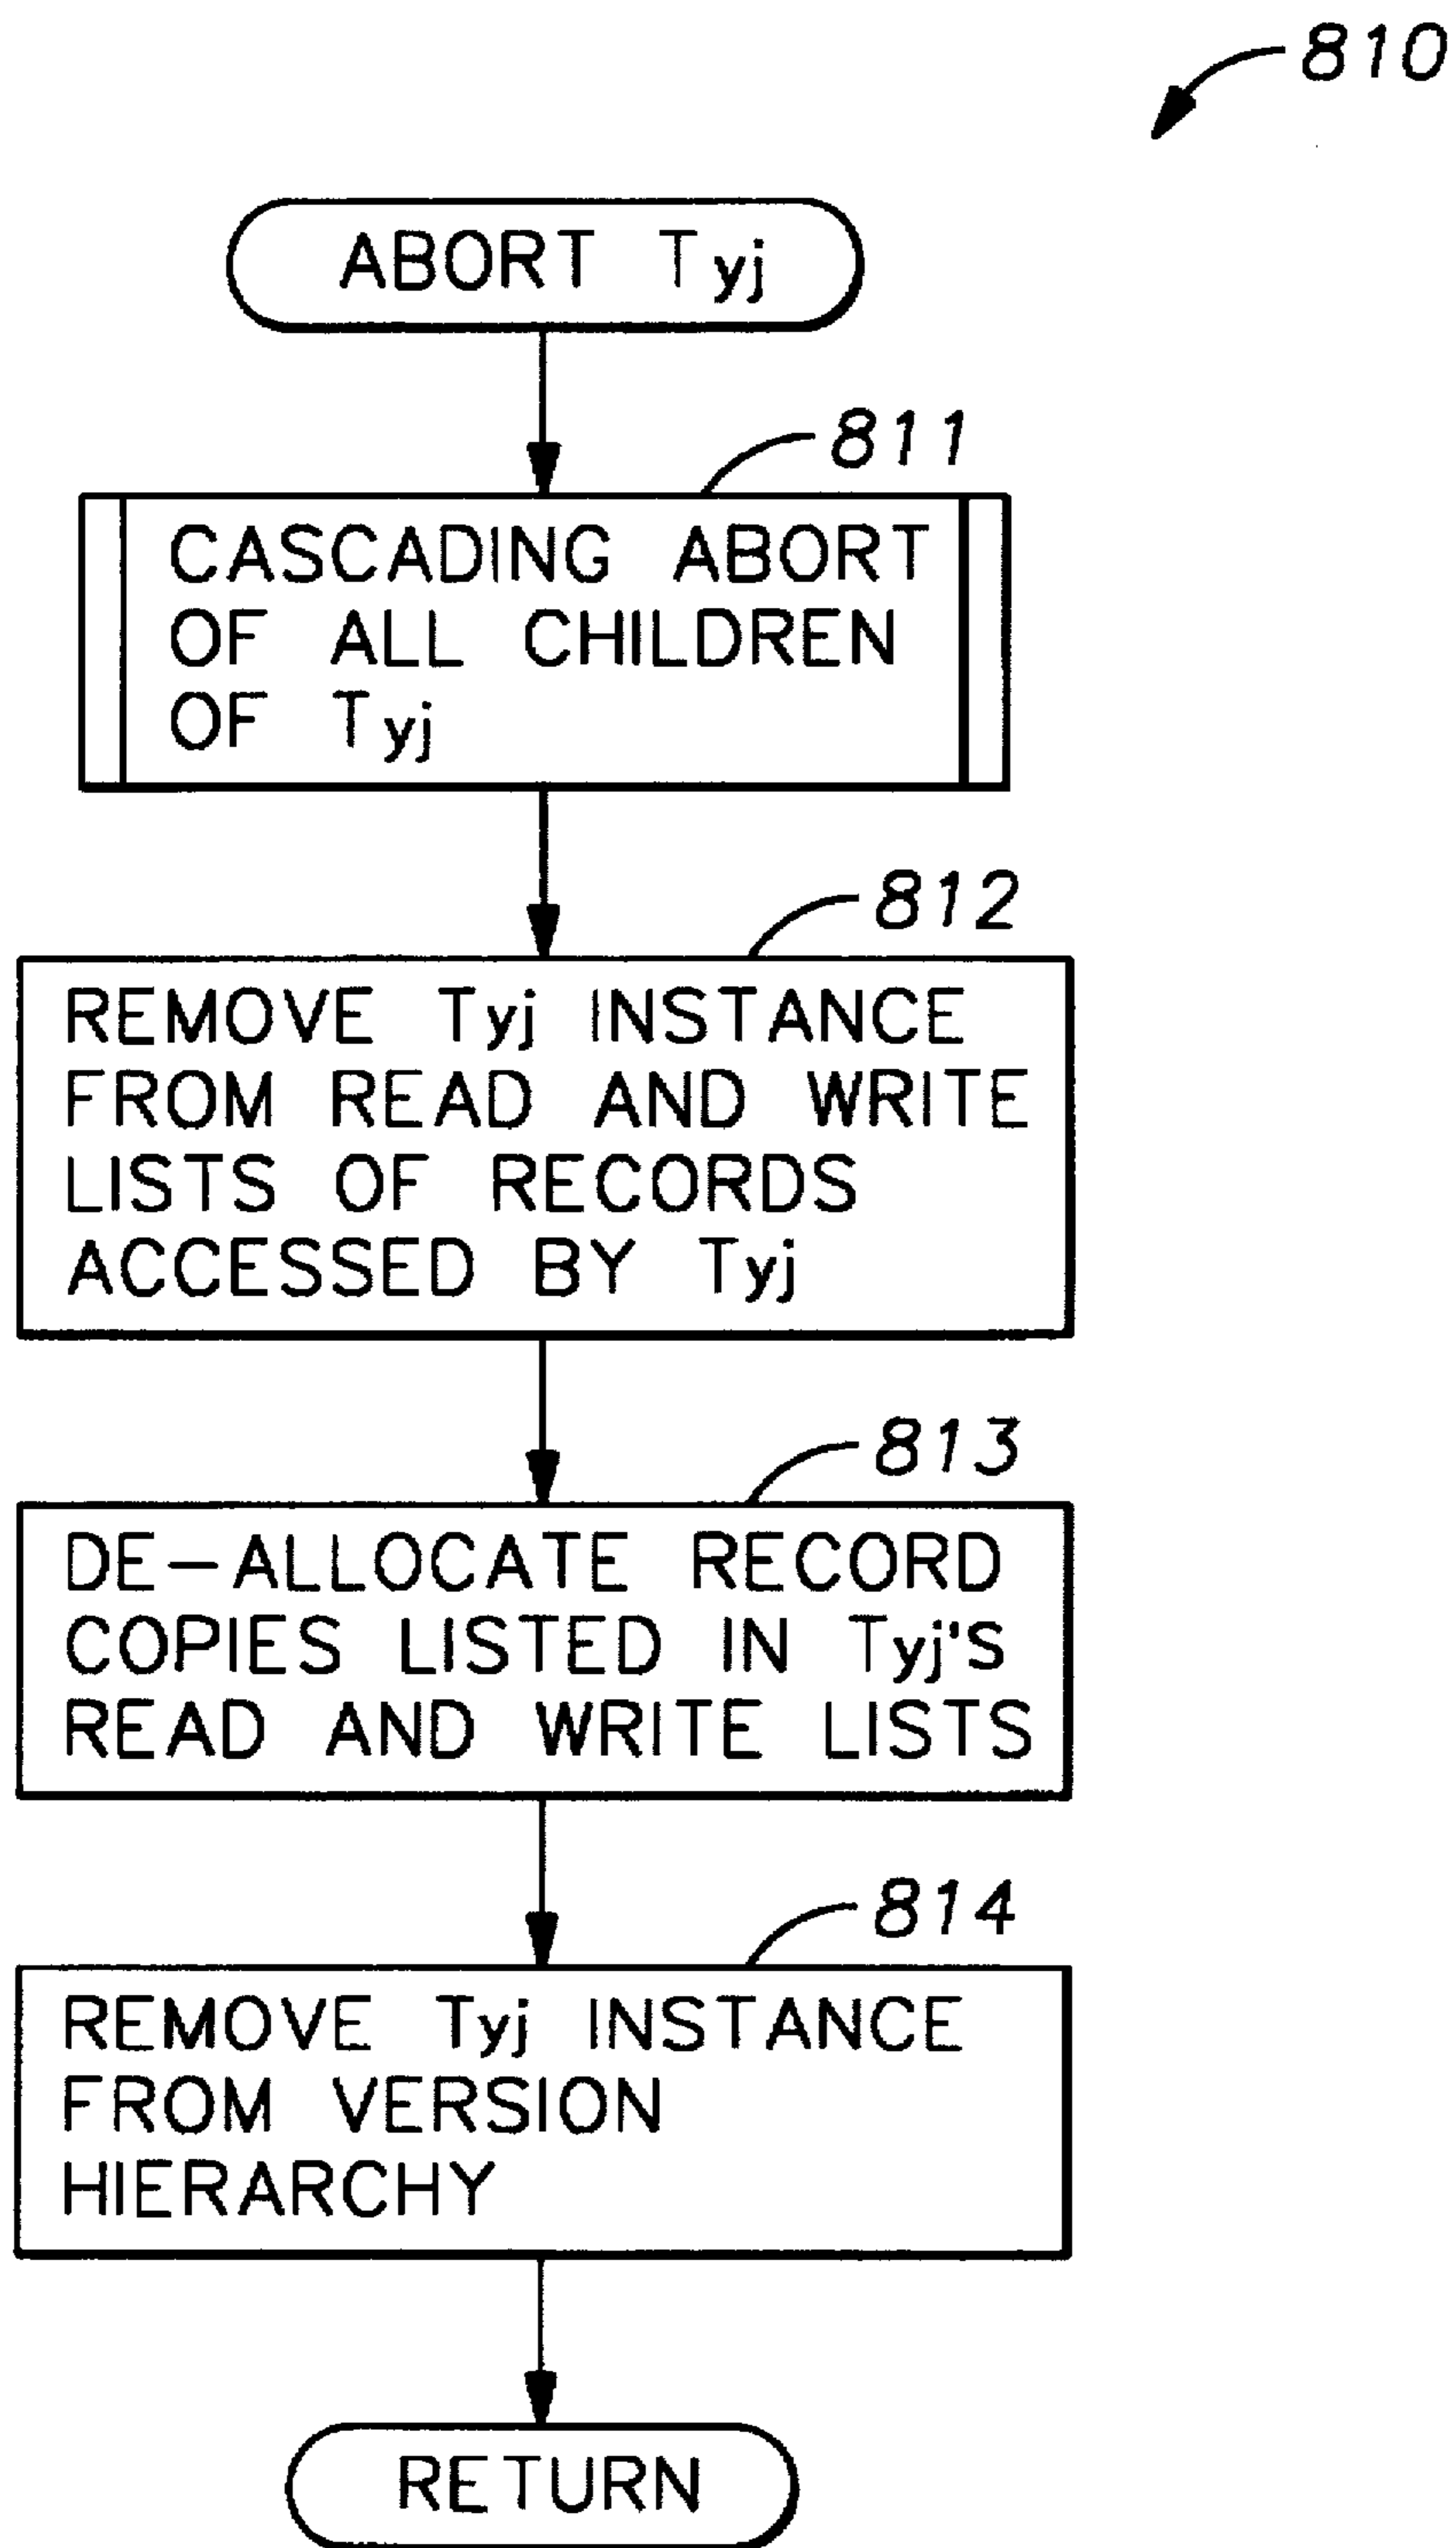 810
ABORT Tyj
811
CASCADING ABORT
OF ALL CHILDREN
OF Tyj
812
REMOVE Tyj INSTANCE
FROM READ AND WRITE
LISTS OF RECORDS
ACCESSED BY Tyj
813
DE-ALLOCATE RECORD
COPIES LISTED IN Tyj'S
READ AND WRITE LISTS
814
REMOVE Tyj INSTANCE
FROM VERSION
HIERARCHY
RETURN